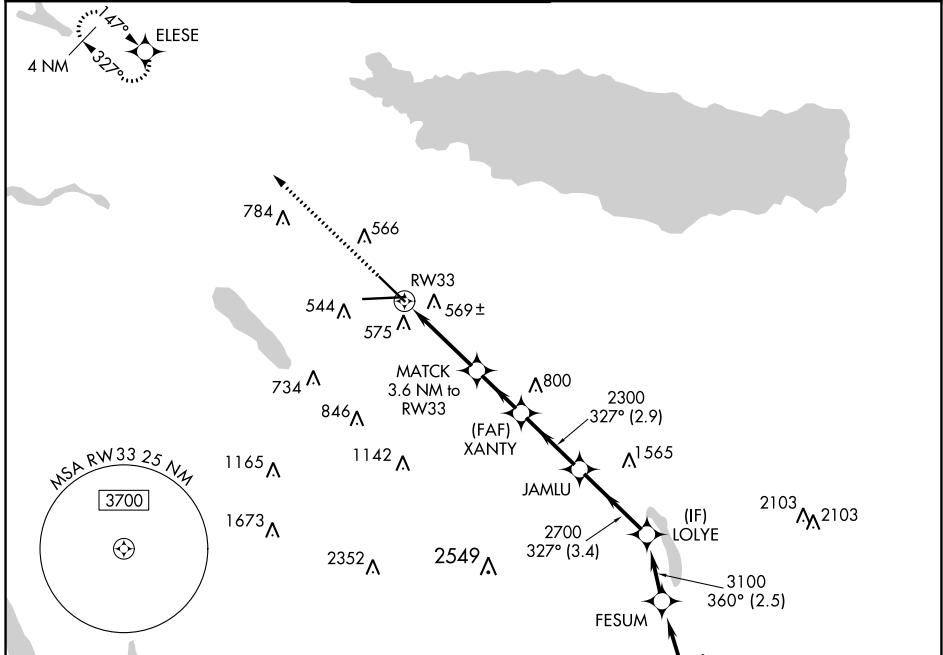 147°
ELESE
4 NM
327°
784
566
RW33
544
569±
575
MATCK
3.6 NM to
RW33
800
734
2300
327° (2.9)
846
(FAF)
XANTY
1165
1142
1565
JAMLU
MSA RW33 25 NM
3700
1673
2700
327° (3.4)
(IF)
LOLYE
2103
2103
2352
2549
3100
360° (2.5)
FESUM